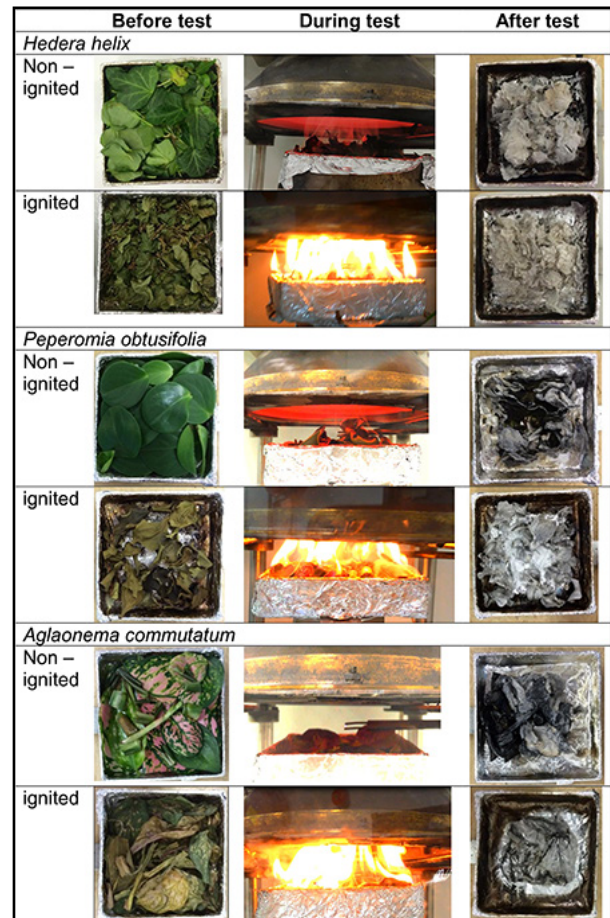 Before test During test After test
Hedera helix
Non –
ignited
ignited
Peperomia obtusifolia
Non –
ignited
ignited
Aglaonema commutatum
Non –
ignited
ignited